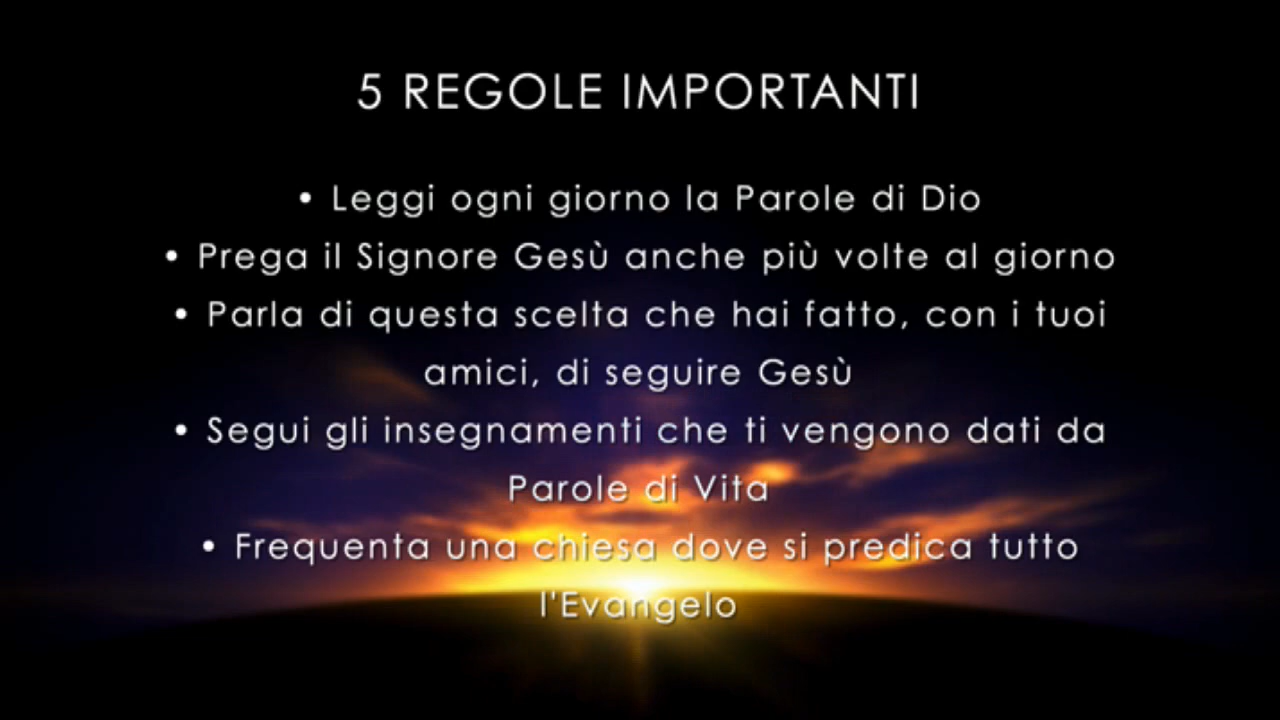 5 REGOLE IMPORTANTI
• Leggi ogni giorno la Parole di Dio
• Prega il Signore Gesù anche più volte al giorno
• Parla di questa scelta che hai fatto, con i tuoi
amici, di seguire Gesù
• Segui gli insegnamenti che ti vengono dati da
Parole di Vita
• Frequenta una chiesa dove si predica tutto
l'Evangelo